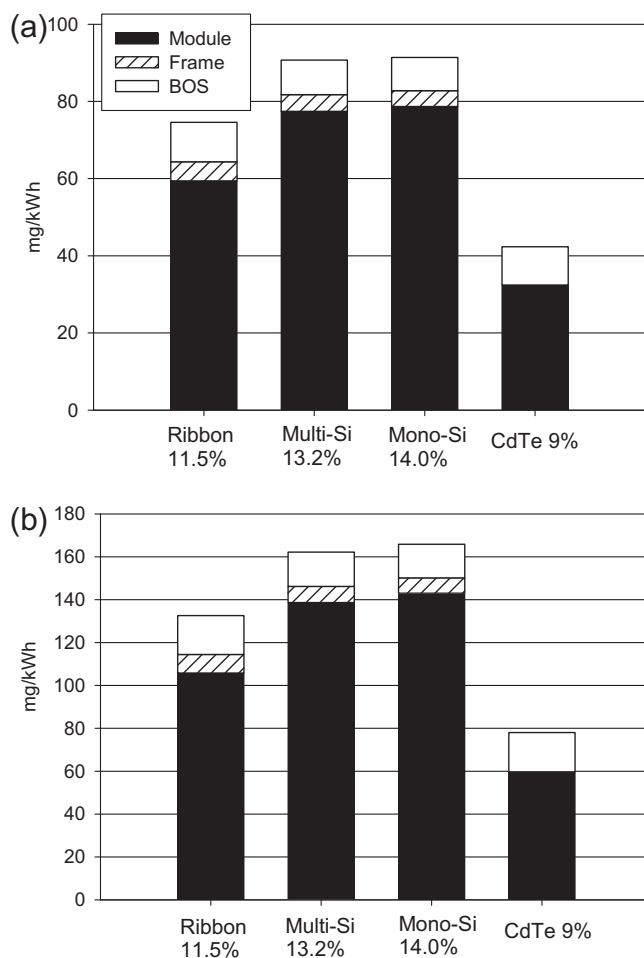 (a)
100
80
60
40
20
0
mg/kWh
Module
Frame
BOS
Ribbon
11.5%
Multi-Si
13.2%
Mono-Si
14.0%
CdTe 9%
(b)
180
160
140
120
100
80
60
40
20
0
mg/kWh
Ribbon
11.5%
Multi-Si
13.2%
Mono-Si
14.0%
CdTe 9%